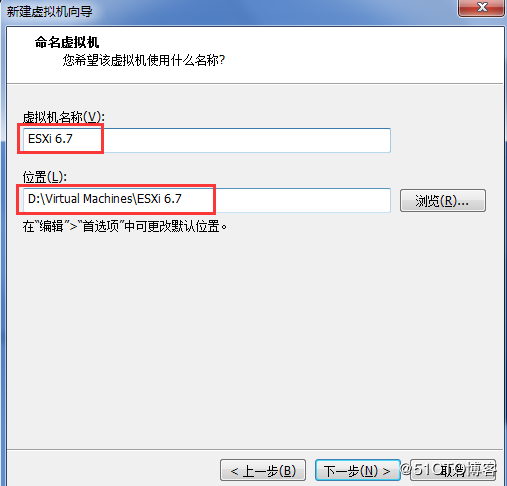 新建虚拟机向导
命名虚拟机
您希望该虚拟机使用什么名称?
虚拟机名称(V):
ESXi 6.7
位置(L):
D:\Virtual Machines\ESXi 6.7
浏览(R)...
在“编辑”>“首选项”中可更改默认位置。
< 上一步(B) 下一步(N) > 取消
@51CTO博客